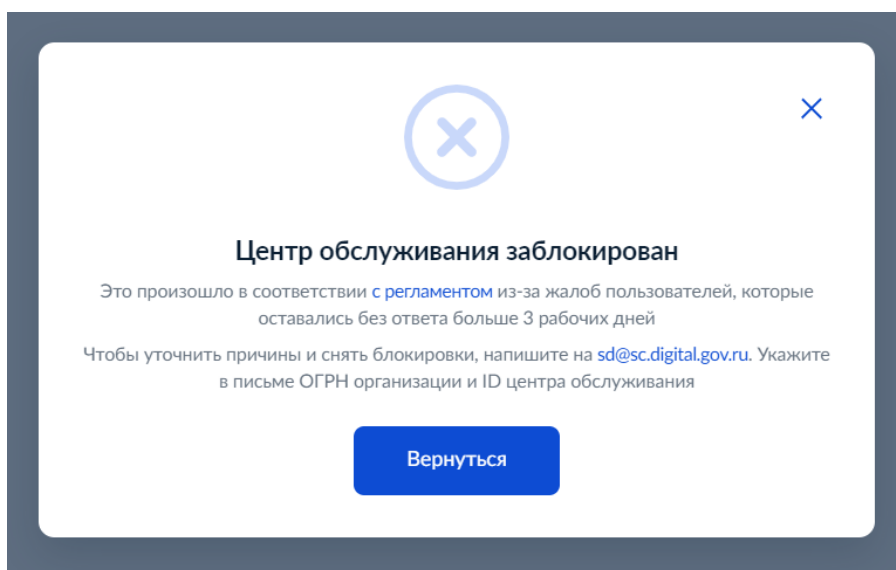 Центр обслуживания заблокирован
Это произошло в соответствии с регламентом из-за жалоб пользователей, которые
оставались без ответа больше 3 рабочих дней
Чтобы уточнить причины и снять блокировки, напишите на sd@sc.digital.gov.ru. Укажите
в письме ОГРН организации и ID центра обслуживания
Вернуться